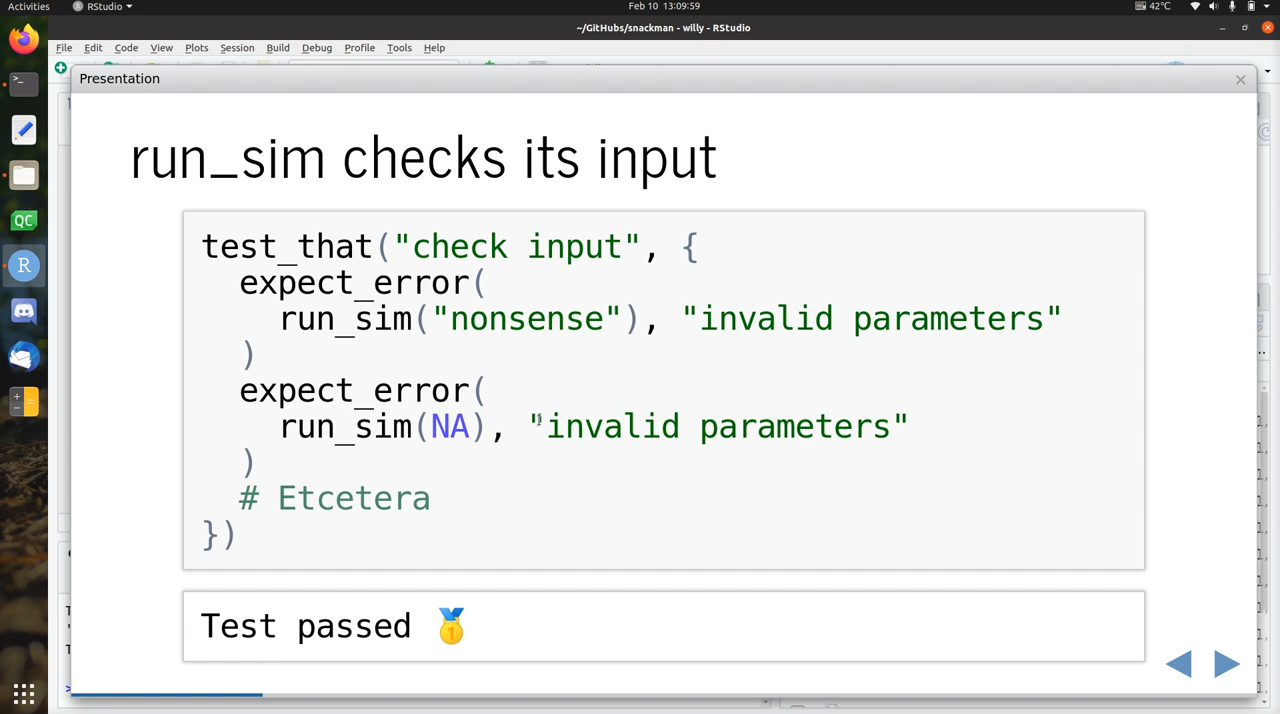 Activities RStudio Feb 10 13:09:59 42°C
~/GitHubs/snackman - willy - RStudio
File Edit Code View Plots Session Build Debug Profile Tools Help
Presentation
run_sim checks its input
test_that("check input", {
expect_error(
run_sim("nonsense"), "invalid parameters"
)
expect_error(
run_sim(NA), "invalid parameters"
)
# Etcetera
})
Test passed 🥇
QC
R